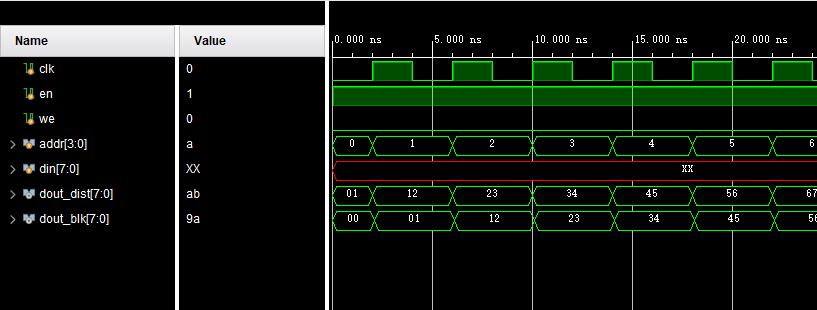 Name Value 0.000 ns 5.000 ns 10.000 ns 15.000 ns 20.000 ns
clk 0
en 1
we 0
addr[3:0] a 0 1 2 3 4 5 6
din[7:0] XX XX
dout_dist[7:0] ab 01 12 23 34 45 56 67
dout_blk[7:0] 9a 00 01 12 23 34 45 56